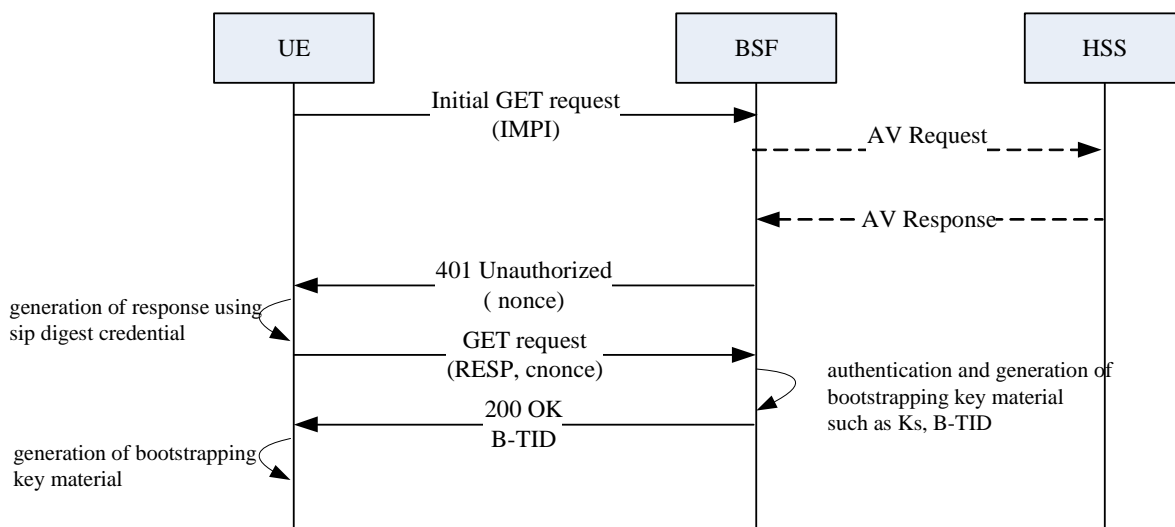 UE
BSF
HSS
Initial GET request
(IMPI)
AV Request
AV Response
401 Unauthorized
( nonce)
generation of response using
sip digest credential
GET request
(RESP, cnonce)
authentication and generation of
bootstrapping key material
such as Ks, B-TID
200 OK
B-TID
generation of bootstrapping
key material